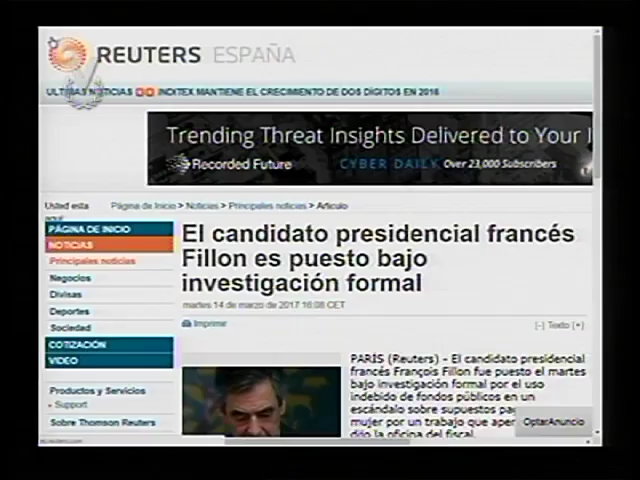 REUTERS ESPAÑA
ULTIMAS NOTICIAS INDITEX MANTIENE EL CRECIMIENTO DE DOS DÍGITOS EN 2016
Trending Threat Insights Delivered to Your I
Recorded Future CYBER DAILY Over 23,000 Subscribers
Usted esta aquí: Página de Inicio > Noticias > Principales noticias > Artículo
PÁGINA DE INICIO
NOTICIAS
Principales noticias
Negocios
Divisas
Deportes
Sociedad
COTIZACIÓN
VIDEO
Productos y Servicios
Support
Sobre Thomson Reuters
El candidato presidencial francés
Fillon es puesto bajo
investigación formal
martes 14 de marzo de 2017 16:08 CET
Imprimir
[-] Texto [+]
PARÍS (Reuters) - El candidato presidencial
francés François Fillon fue puesto el martes
bajo investigación formal por el uso
indebido de fondos públicos en un
escándalo sobre supuestos pag
mujer por un trabajo que aper
dijo la oficina del fiscal.
OptarAnuncio